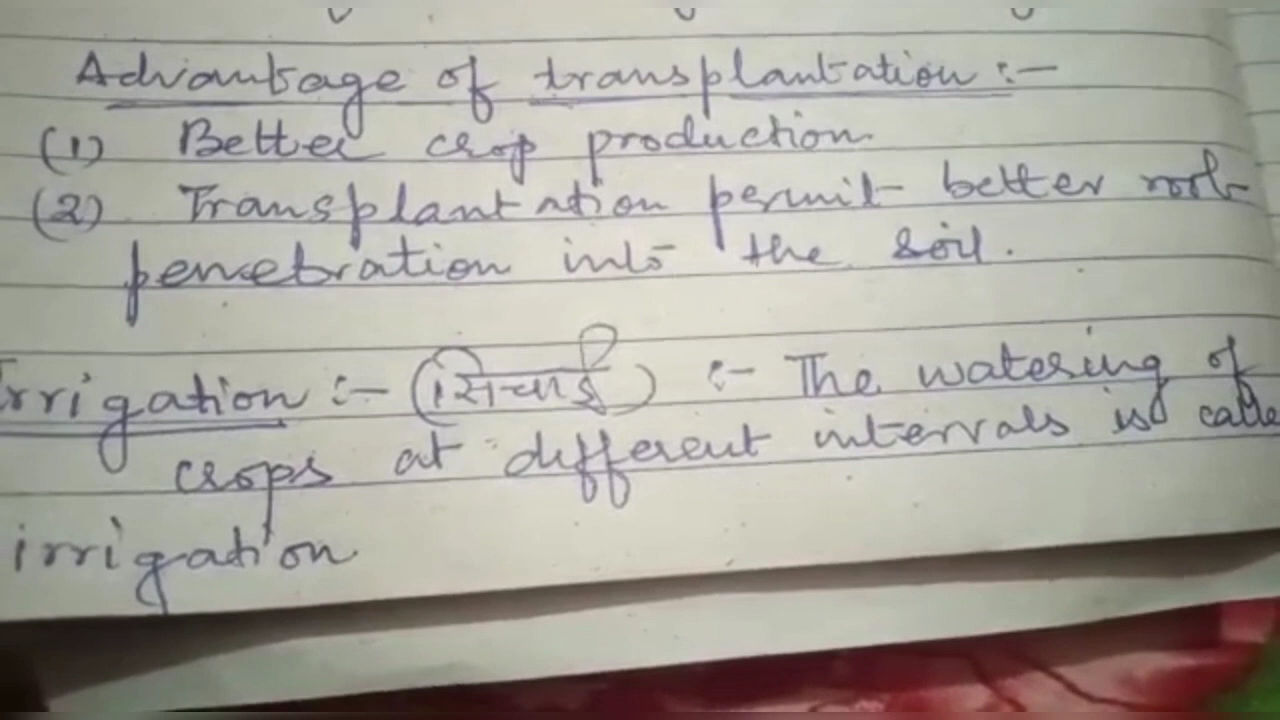 Advantage of transplantation :-
(1) Better crop production
(2) Transplantation permit better root
penetration into the soil.
Irrigation :- (सिंचाई) :- The watering of
crops at different intervals is calle
irrigation